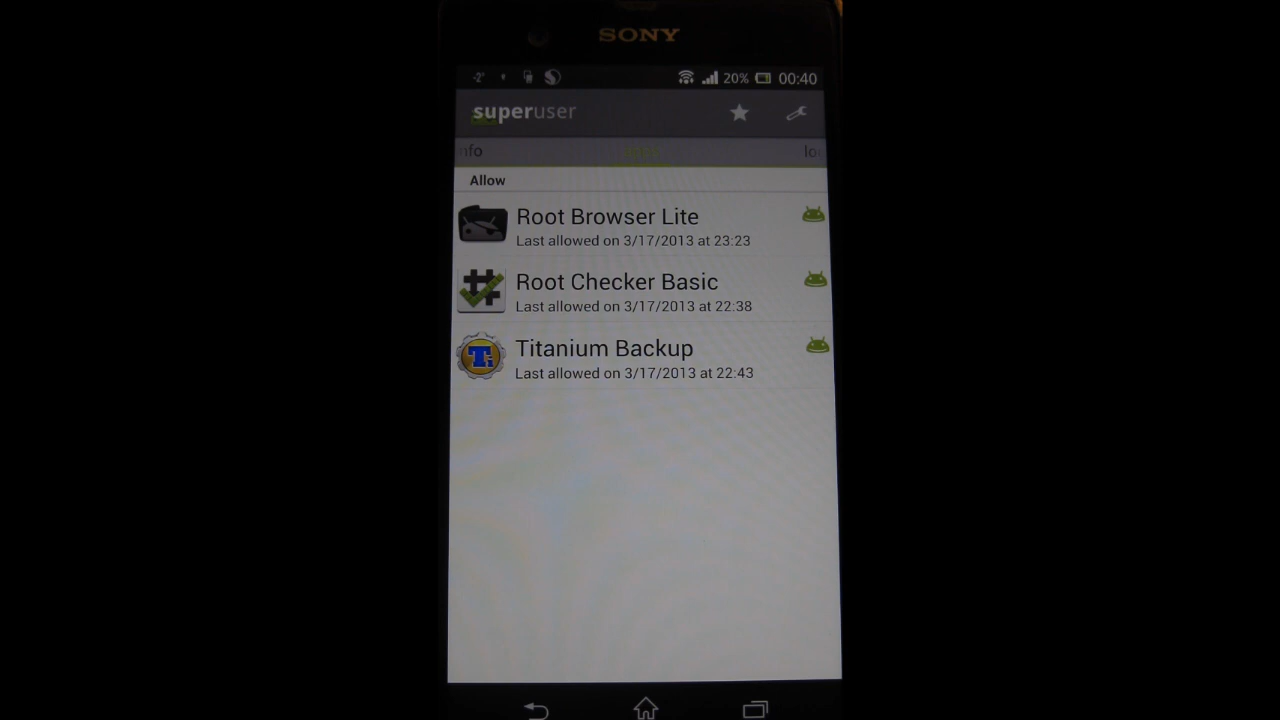 SONY
-2° 20% 00:40
superuser
nfo lo
Allow
Root Browser Lite
Last allowed on 3/17/2013 at 23:23
Root Checker Basic
Last allowed on 3/17/2013 at 22:38
Titanium Backup
Last allowed on 3/17/2013 at 22:43